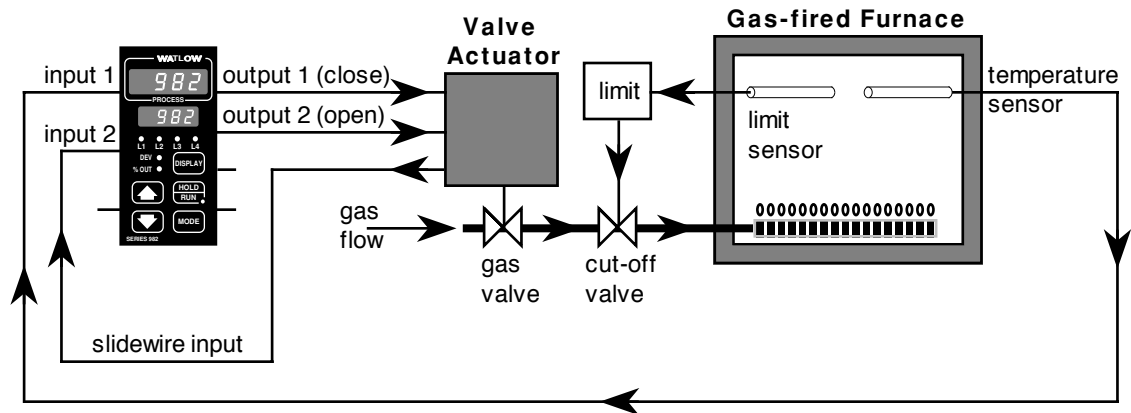 Gas-fired Furnace
Valve
Actuator
WATLOW
982
PROCESS
982
L1 L2 L3 L4
DEV
% OUT
DISPLAY
HOLD
RUN
MODE
SERIES 982
input 1
input 2
output 1 (close)
output 2 (open)
limit
limit
sensor
temperature
sensor
gas
flow
gas
valve
cut-off
valve
slidewire input